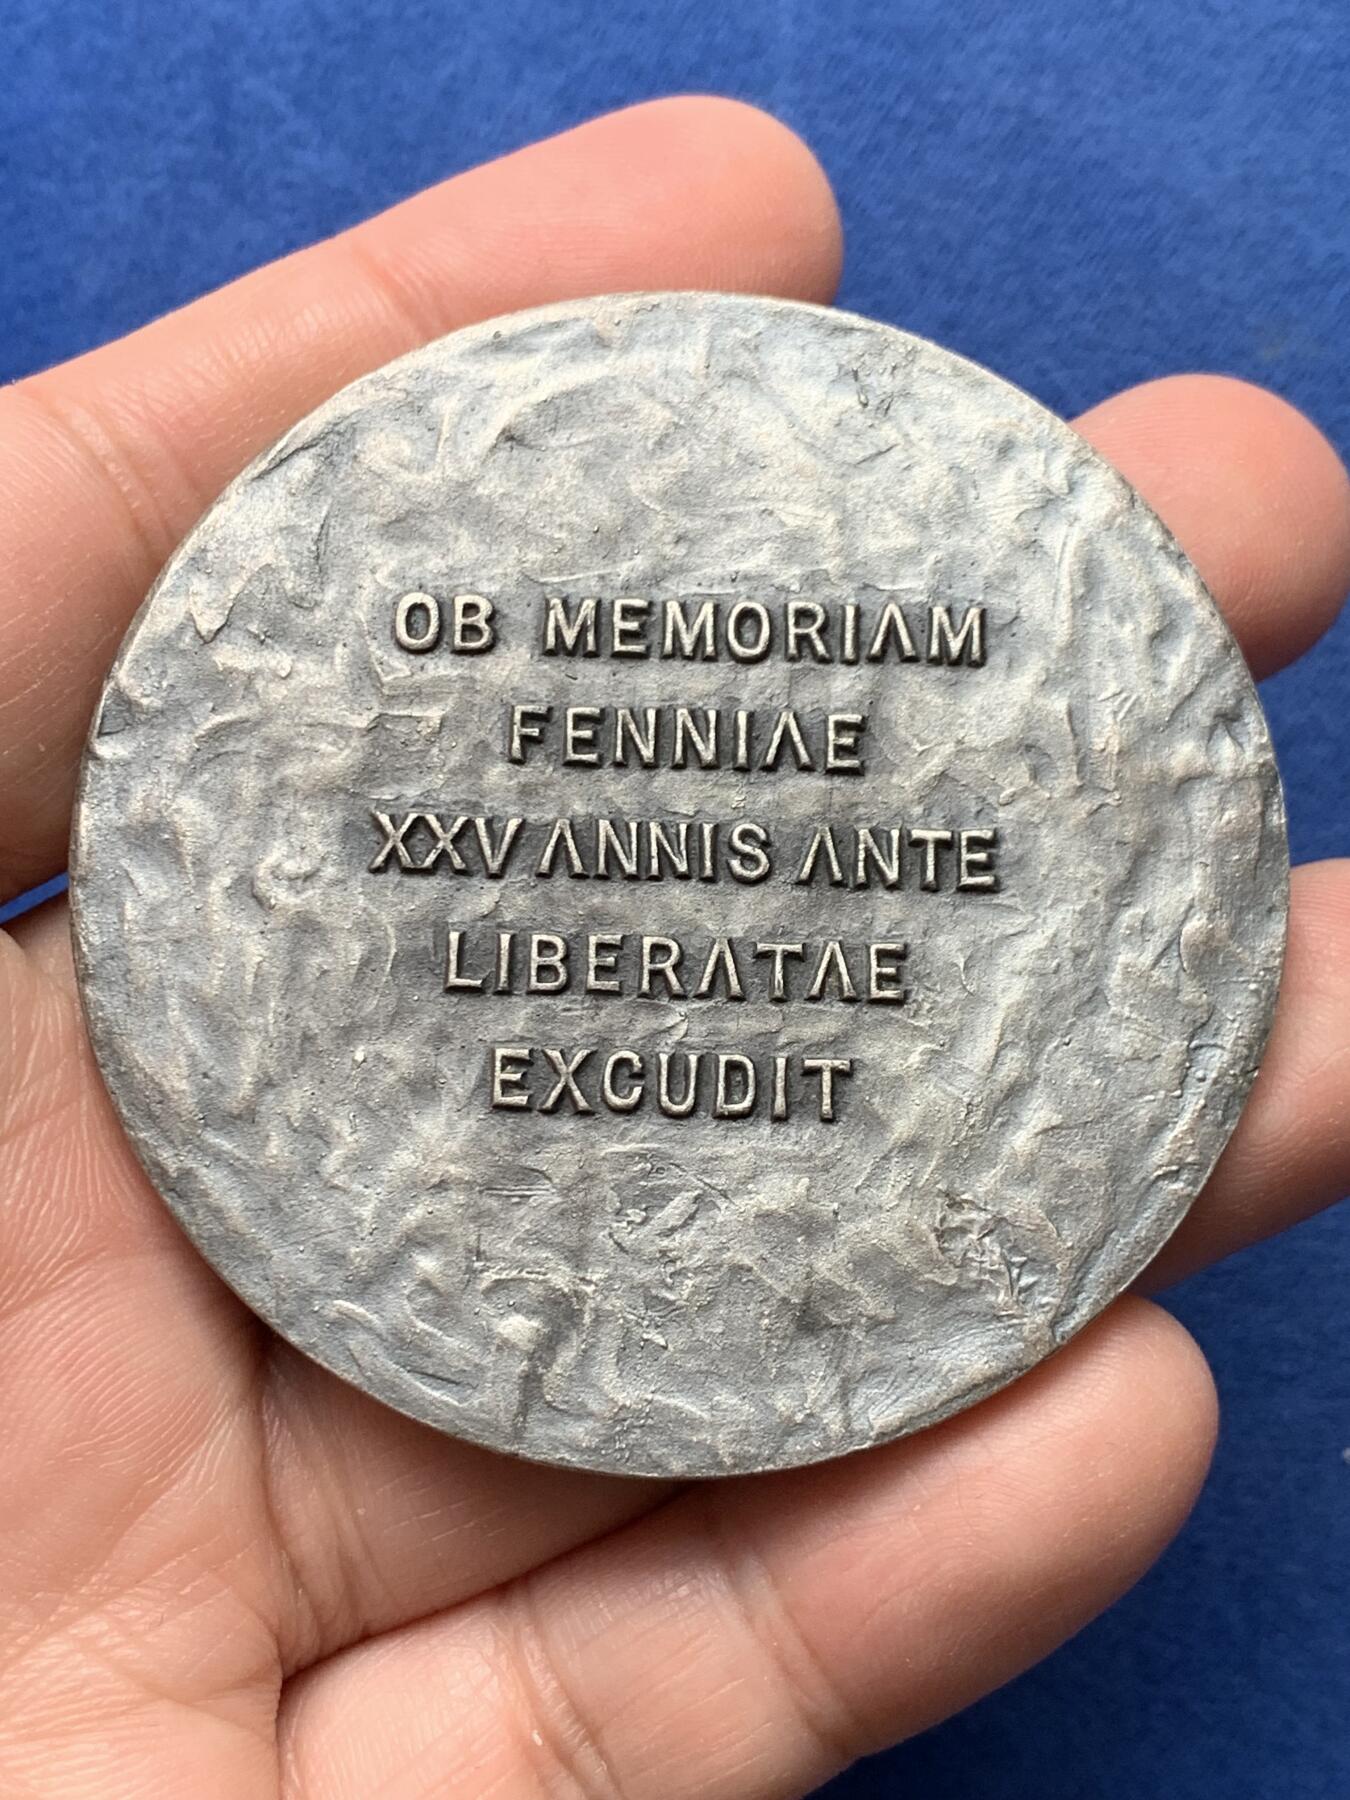 OB MEMORIAM
FENNIAE
XXV ANNIS ANTE
LIBERATAE
EXCUDIT